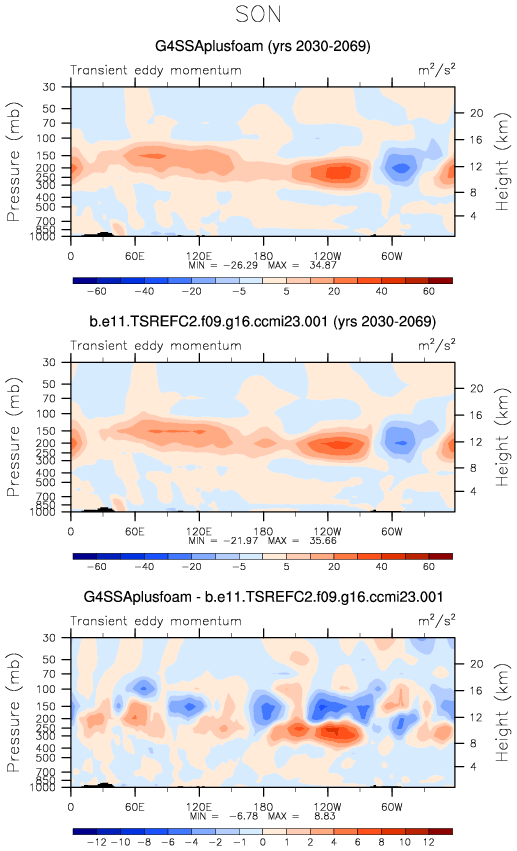 SON
G4SSAplusfoam (yrs 2030-2069)
Transient eddy momentum m²/s²
Pressure (mb)
30
50
70
100
150
200
250
300
400
500
700
850
1000
20
16
12
8
4
Height (km)
0 60E 120E 180 120W 60W
MIN = -26.29 MAX = 34.87
-60 -40 -20 -10 -5 5 10 20 40 60
b.e11.TSREFC2.f09.g16.ccmi23.001 (yrs 2030-2069)
Transient eddy momentum m²/s²
Pressure (mb)
30
50
70
100
150
200
250
300
400
500
700
850
1000
20
16
12
8
4
Height (km)
0 60E 120E 180 120W 60W
MIN = -21.97 MAX = 35.66
-60 -40 -20 -10 -5 5 10 20 40 60
G4SSAplusfoam - b.e11.TSREFC2.f09.g16.ccmi23.001
Transient eddy momentum m²/s²
Pressure (mb)
30
50
70
100
150
200
250
300
400
500
700
850
1000
20
16
12
8
4
Height (km)
0 60E 120E 180 120W 60W
MIN = -6.78 MAX = 8.83
-12 -10 -8 -6 -4 -2 -1 0 1 2 4 6 8 10 12